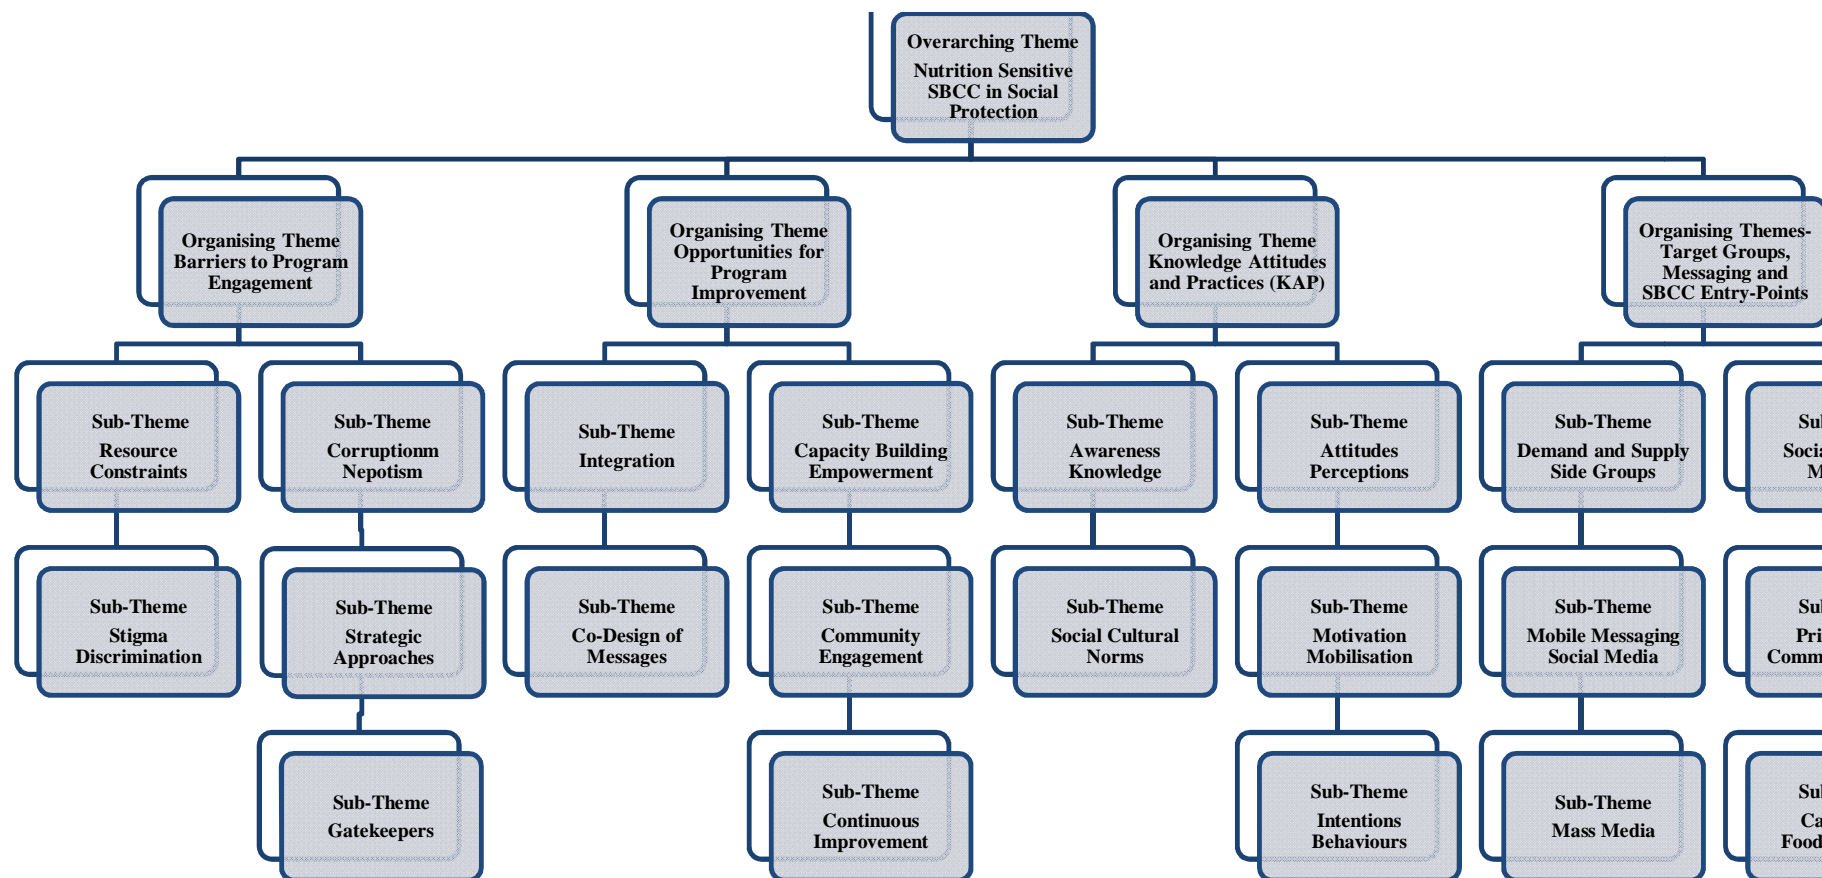 Overarching Theme
Nutrition Sensitive
SBCC in Social
Protection
Organising Theme
Barriers to Program
Engagement
Organising Theme
Opportunities for
Program
Improvement
Organising Theme
Knowledge Attitudes
and Practices (KAP)
Organising Themes-
Target Groups,
Messaging and
SBCC Entry-Points
Sub-Theme
Resource
Constraints
Sub-Theme
Corruptionm
Nepotism
Sub-Theme
Integration
Sub-Theme
Capacity Building
Empowerment
Sub-Theme
Awareness
Knowledge
Sub-Theme
Attitudes
Perceptions
Sub-Theme
Demand and Supply
Side Groups
Sub-Theme
Stigma
Discrimination
Sub-Theme
Strategic
Approaches
Sub-Theme
Co-Design of
Messages
Sub-Theme
Community
Engagement
Sub-Theme
Social Cultural
Norms
Sub-Theme
Motivation
Mobilisation
Sub-Theme
Mobile Messaging
Social Media
Sub-Theme
Gatekeepers
Sub-Theme
Continuous
Improvement
Sub-Theme
Intentions
Behaviours
Sub-Theme
Mass Media